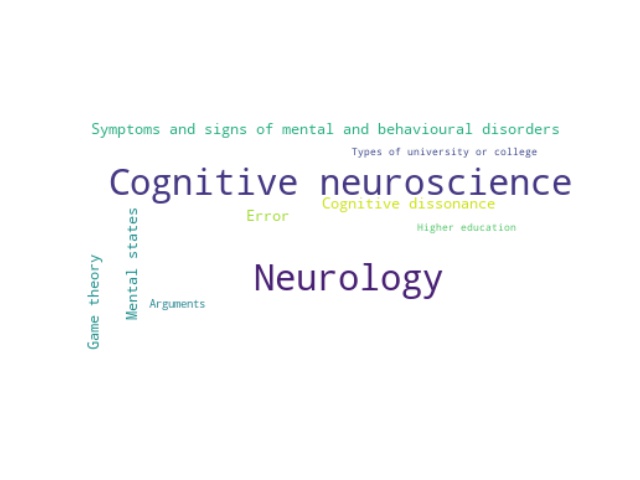 Symptoms and signs of mental and behavioural disorders
Types of university or college
Cognitive neuroscience
Cognitive dissonance
Error
Higher education
Mental states
Game theory
Neurology
Arguments